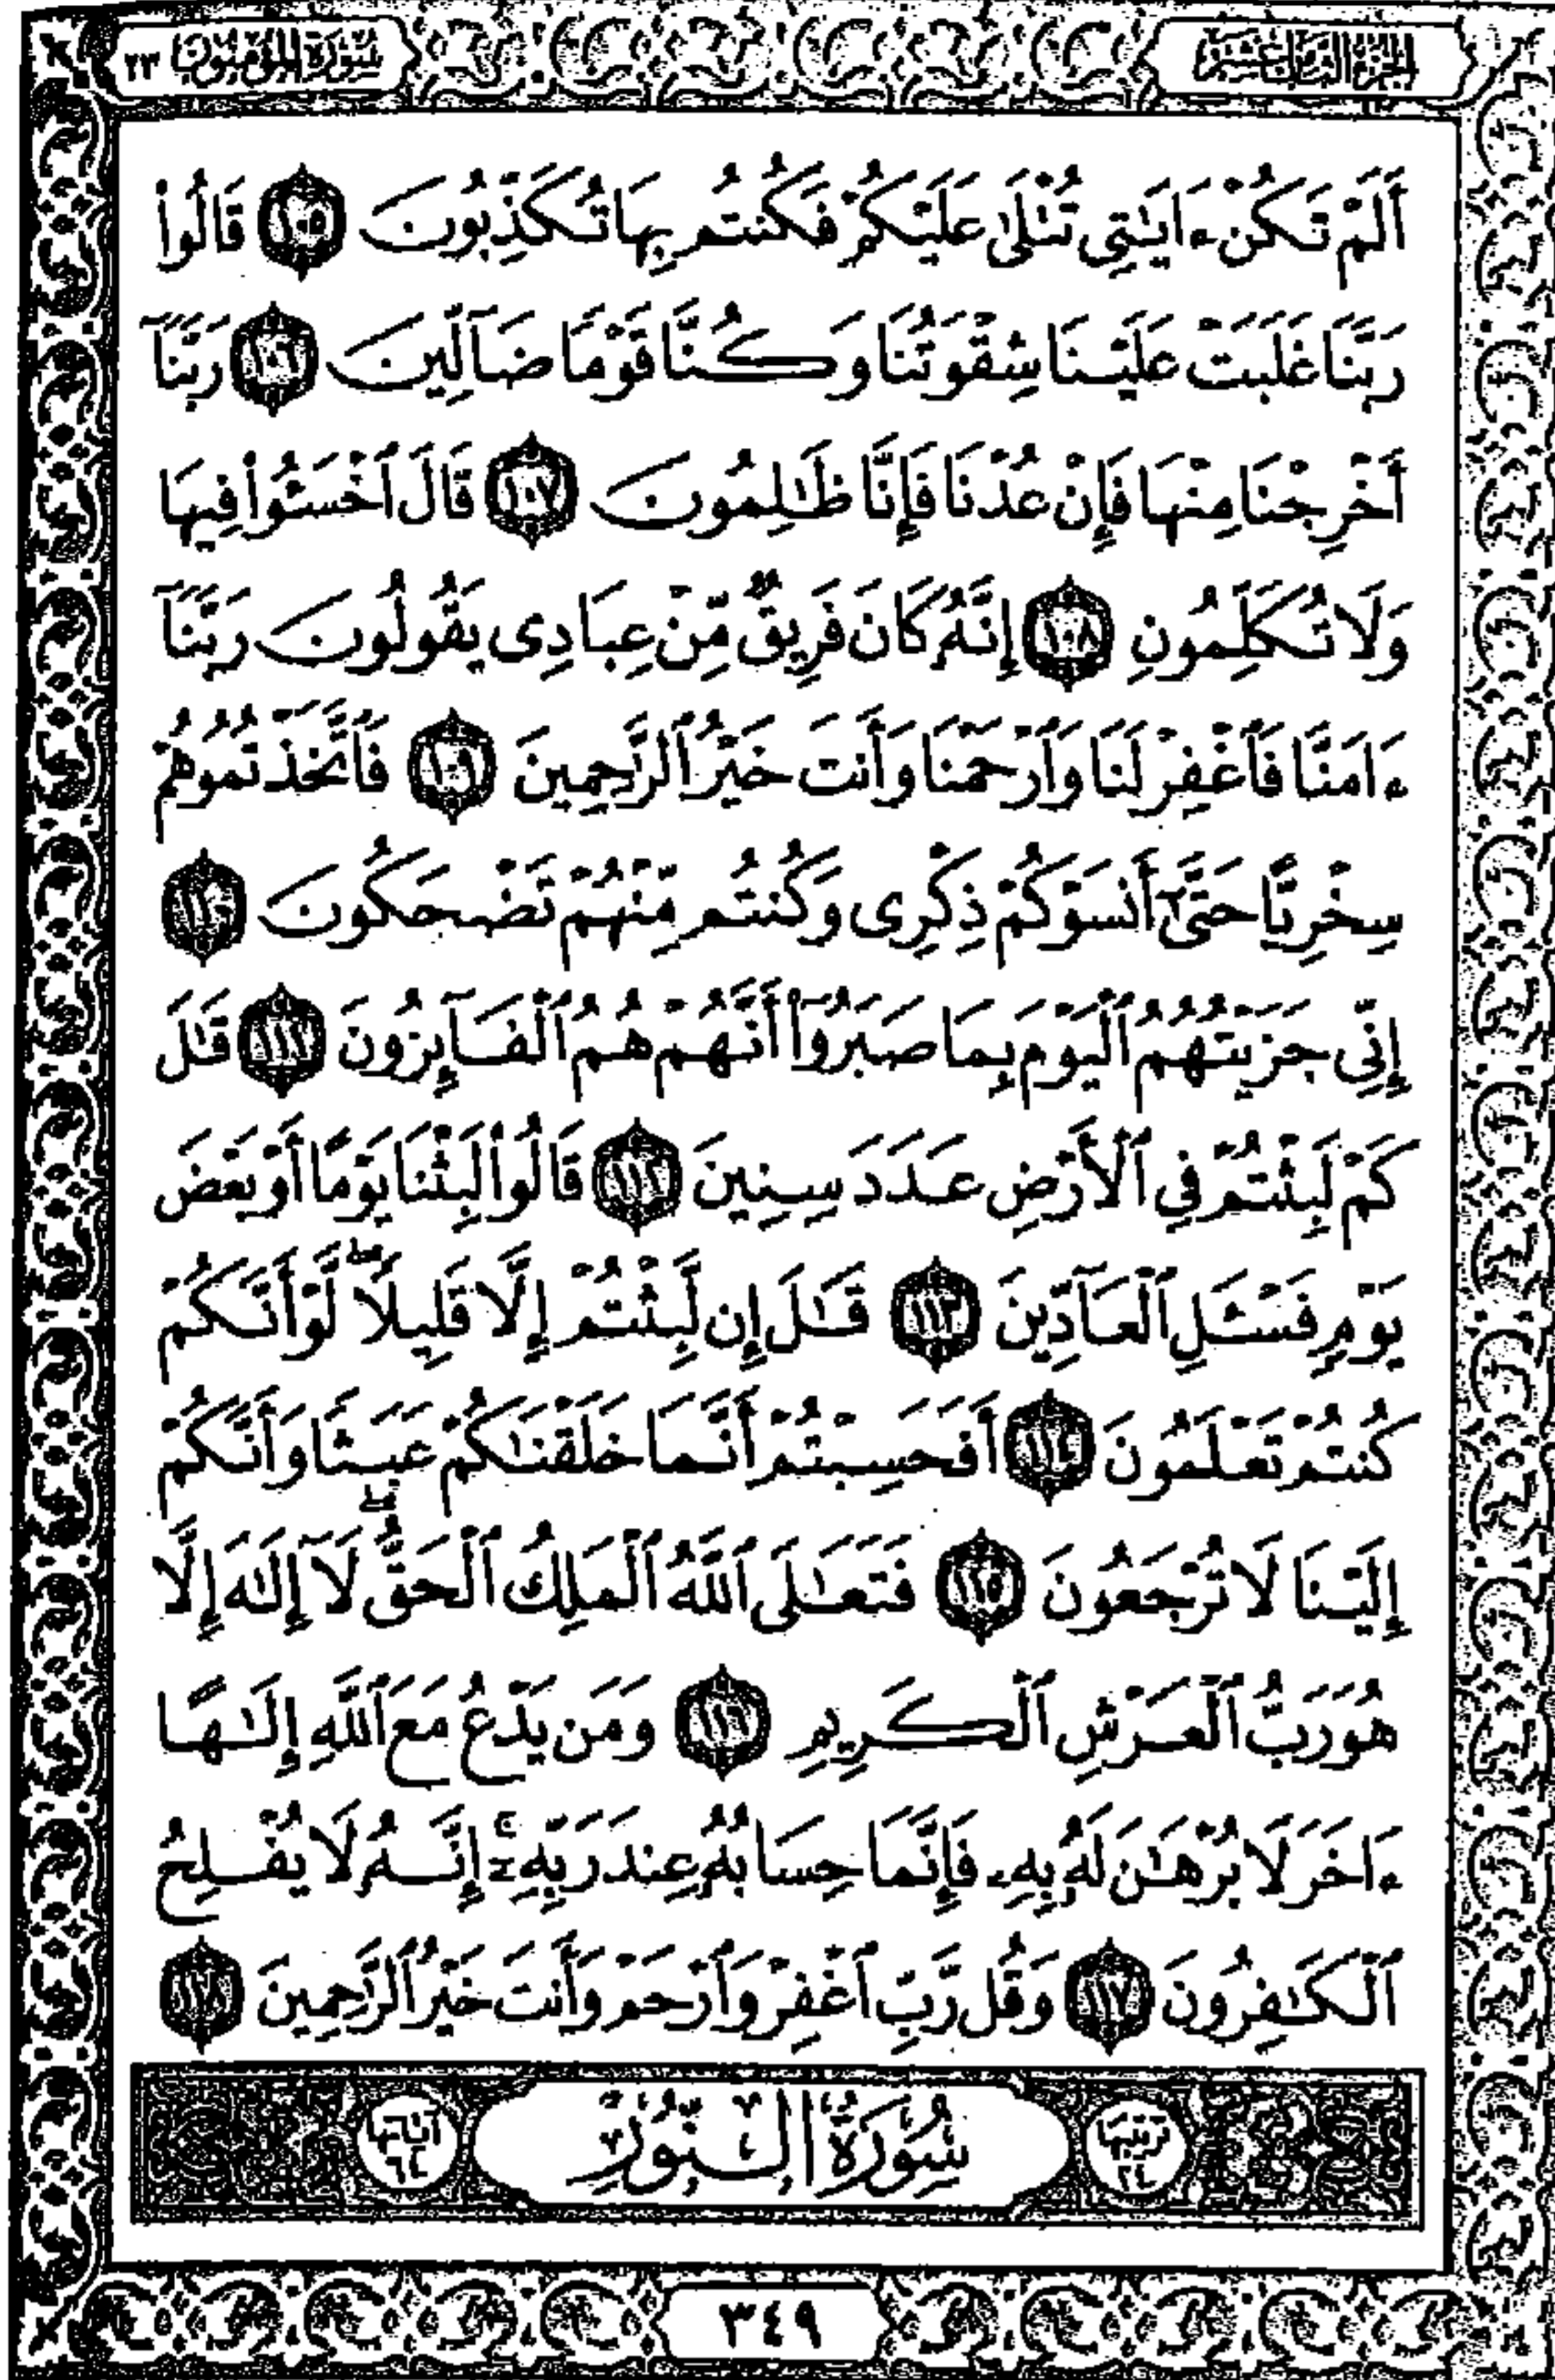 الجزء الثامن عشر
سورة المؤمنون ٢٣
أَلَمْ تَكُنْ ءَايَٰتِى تُتْلَىٰ عَلَيْكُمْ فَكُنتُم بِهَا تُكَذِّبُونَ ١٠٥ قَالُوا۟
رَبَّنَا غَلَبَتْ عَلَيْنَا شِقْوَتُنَا وَكُنَّا قَوْمًا ضَآلِّينَ ١٠٦ رَبَّنَآ
أَخْرِجْنَا مِنْهَا فَإِنْ عُدْنَا فَإِنَّا ظَٰلِمُونَ ١٠٧ قَالَ ٱخْسَـُٔوا۟ فِيهَا
وَلَا تُكَلِّمُونِ ١٠٨ إِنَّهُۥ كَانَ فَرِيقٌ مِّنْ عِبَادِى يَقُولُونَ رَبَّنَآ
ءَامَنَّا فَٱغْفِرْ لَنَا وَٱرْحَمْنَا وَأَنتَ خَيْرُ ٱلرَّٰحِمِينَ ١٠٩ فَٱتَّخَذْتُمُوهُمْ
سِخْرِيًّا حَتَّىٰٓ أَنسَوْكُمْ ذِكْرِى وَكُنتُم مِّنْهُمْ تَضْحَكُونَ ١١٠
إِنِّى جَزَيْتُهُمُ ٱلْيَوْمَ بِمَا صَبَرُوٓا۟ أَنَّهُمْ هُمُ ٱلْفَآئِزُونَ ١١١ قَٰلَ
كَمْ لَبِثْتُمْ فِى ٱلْأَرْضِ عَدَدَ سِنِينَ ١١٢ قَالُوا۟ لَبِثْنَا يَوْمًا أَوْ بَعْضَ
يَوْمٍ فَسْـَٔلِ ٱلْعَآدِّينَ ١١٣ قَٰلَ إِن لَّبِثْتُمْ إِلَّا قَلِيلًا ۖ لَّوْ أَنَّكُمْ
كُنتُمْ تَعْلَمُونَ ١١٤ أَفَحَسِبْتُمْ أَنَّمَا خَلَقْنَٰكُمْ عَبَثًا وَأَنَّكُمْ
إِلَيْنَا لَا تُرْجَعُونَ ١١٥ فَتَعَٰلَى ٱللَّهُ ٱلْمَلِكُ ٱلْحَقُّ ۖ لَآ إِلَٰهَ إِلَّا
هُوَ رَبُّ ٱلْعَرْشِ ٱلْكَرِيمِ ١١٦ وَمَن يَدْعُ مَعَ ٱللَّهِ إِلَٰهًا
ءَاخَرَ لَا بُرْهَٰنَ لَهُۥ بِهِۦ فَإِنَّمَا حِسَابُهُۥ عِندَ رَبِّهِۦٓ ۚ إِنَّهُۥ لَا يُفْلِحُ
ٱلْكَٰفِرُونَ ١١٧ وَقُل رَّبِّ ٱغْفِرْ وَٱرْحَمْ وَأَنتَ خَيْرُ ٱلرَّٰحِمِينَ ١١٨
ترتيبها ٢٤ سُورَةُ النُّورِ آياتها ٦٤
٣٤٩